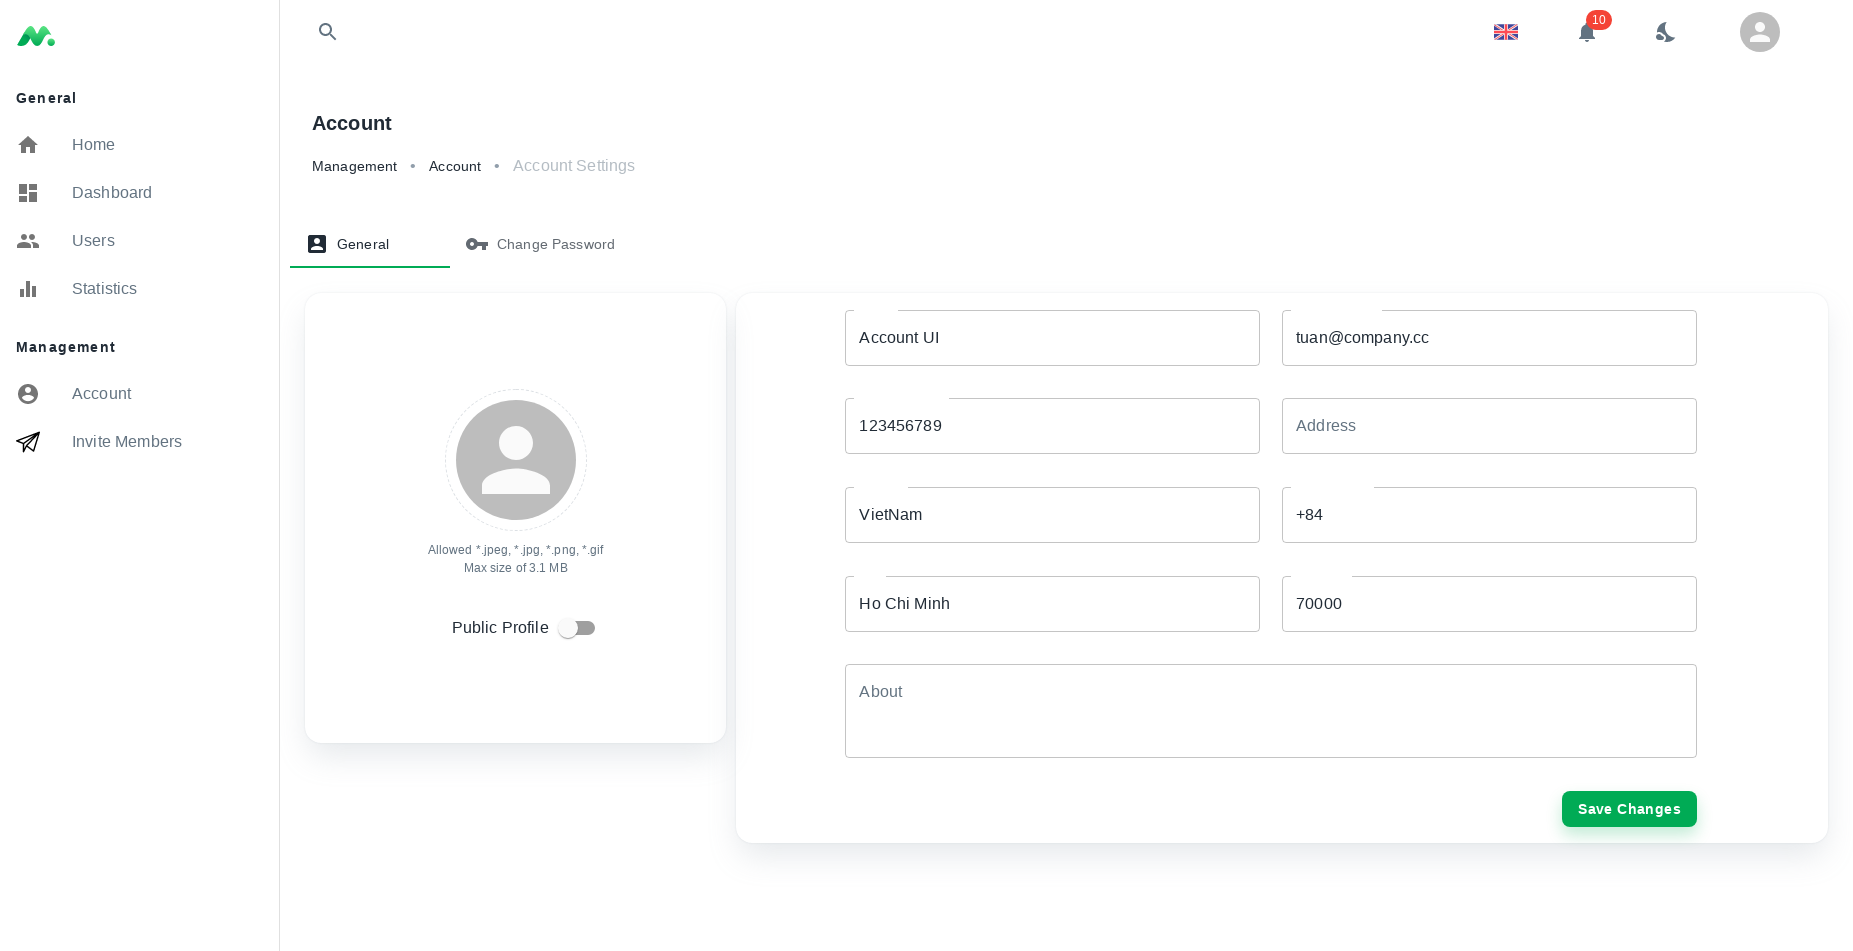 10
General
Home
Dashboard
Users
Statistics
Management
Account
Invite Members
Account
Management • Account • Account Settings
General
Change Password
Allowed *.jpeg, *.jpg, *.png, *.gif
Max size of 3.1 MB
Public Profile
Account UI
tuan@company.cc
123456789
Address
VietNam
+84
Ho Chi Minh
70000
About
Save Changes